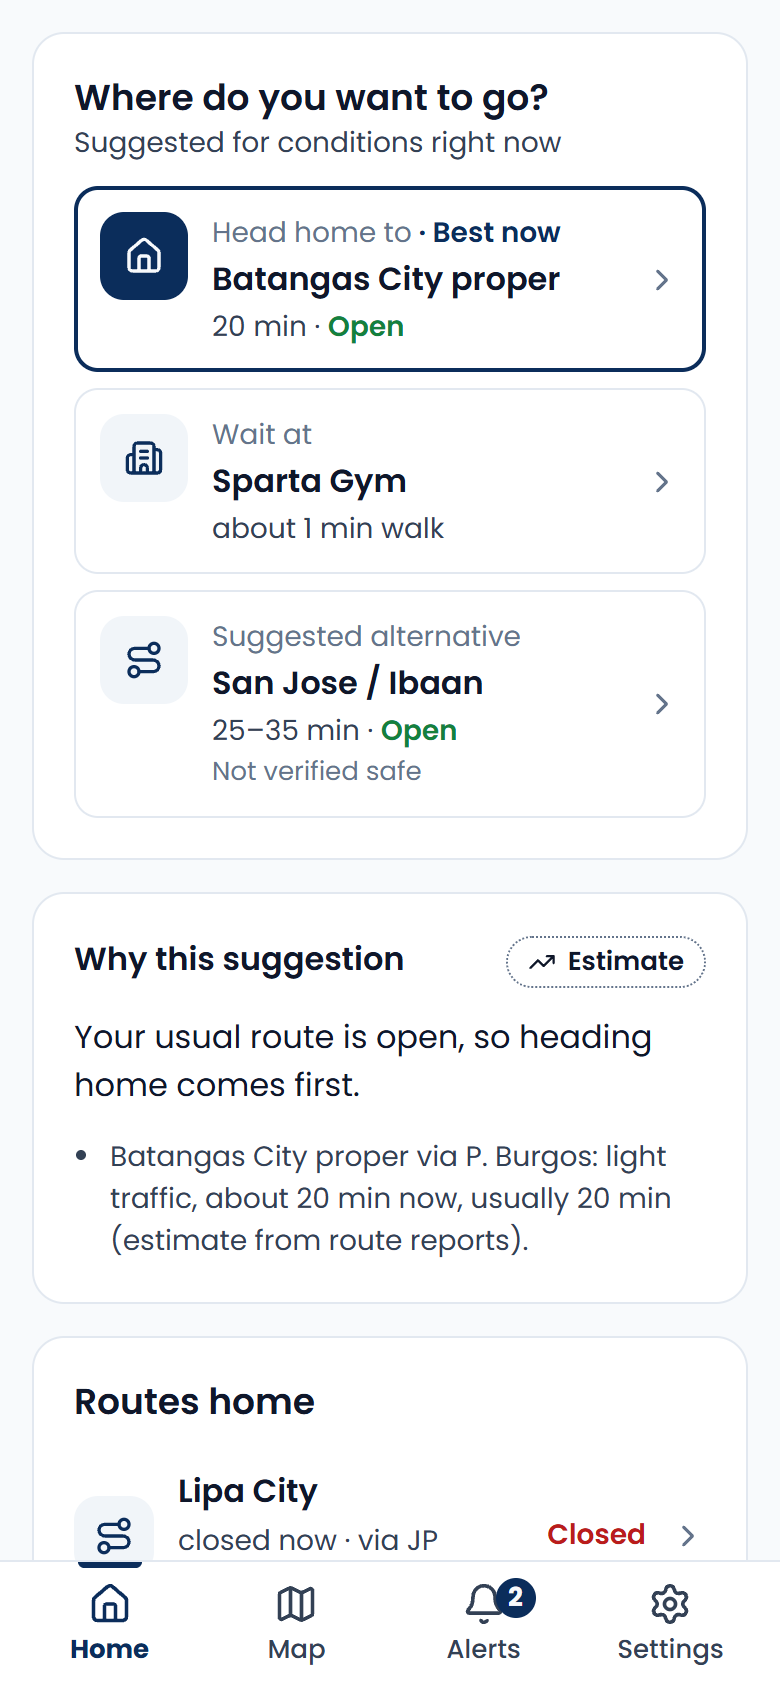 Where do you want to go?
Suggested for conditions right now
Head home to · Best now
Batangas City proper
20 min · Open
Wait at
Sparta Gym
about 1 min walk
Suggested alternative
San Jose / Ibaan
25–35 min · Open
Not verified safe
Why this suggestion
Estimate
Your usual route is open, so heading
home comes first.
• Batangas City proper via P. Burgos: light
traffic, about 20 min now, usually 20 min
(estimate from route reports).
Routes home
Lipa City
closed now · via JP
Closed
2
Home
Map
Alerts
Settings